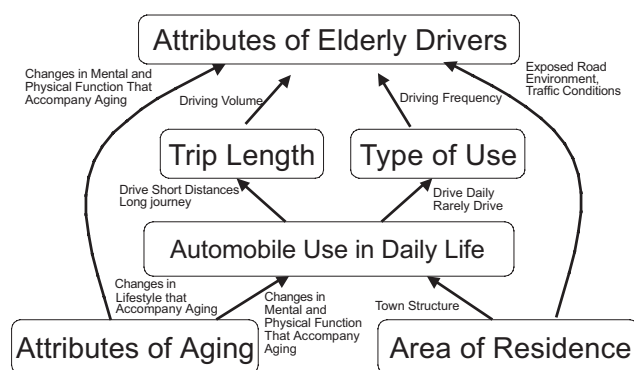 Attributes of Elderly Drivers
Changes in Mental and
Physical Function That
Accompany Aging
Exposed Road
Environment,
Traffic Conditions
Driving Volume
Driving Frequency
Trip Length
Type of Use
Drive Short Distances
Long journey
Drive Daily
Rarely Drive
Automobile Use in Daily Life
Changes in
Lifestyle that
Accompany Aging
Changes in
Mental and
Physical Function
That Accompany
Aging
Town Structure
Attributes of Aging
Area of Residence